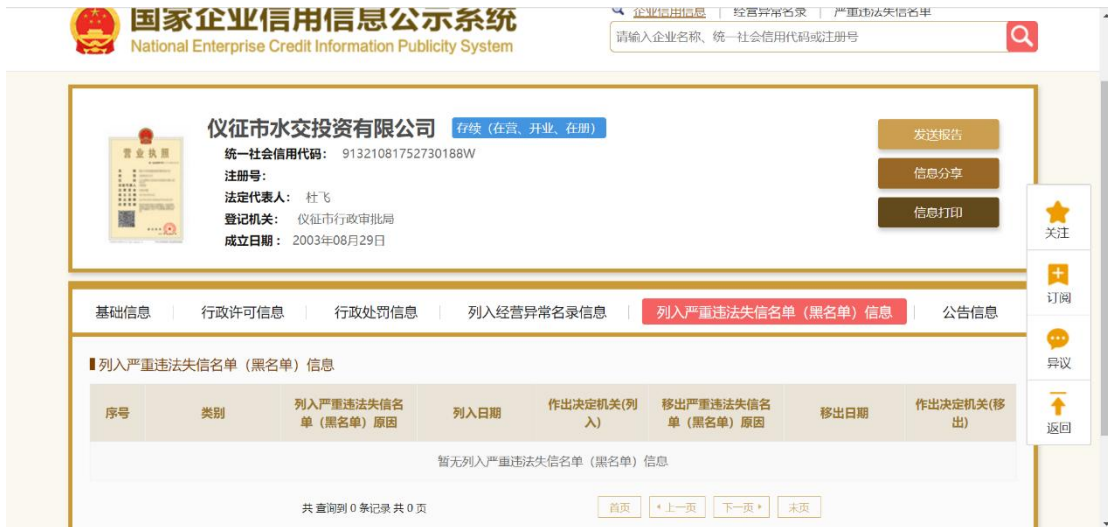 国家企业信用信息公示系统
National Enterprise Credit Information Publicity System
企业信用信息 | 经营异常名录 | 严重违法失信名单
请输入企业名称、统一社会信用代码或注册号
营业执照
仪征市水交投资有限公司 存续（在营、开业、在册）
统一社会信用代码： 91321081752730188W
注册号：
法定代表人： 杜飞
登记机关： 仪征市行政审批局
成立日期： 2003年08月29日
发送报告
信息分享
信息打印
关注
订阅
异议
返回
基础信息 | 行政许可信息 | 行政处罚信息 | 列入经营异常名录信息 | 列入严重违法失信名单（黑名单）信息 | 公告信息
列入严重违法失信名单（黑名单）信息
序号 类别 列入严重违法失信名单（黑名单）原因 列入日期 作出决定机关(列入) 移出严重违法失信名单（黑名单）原因 移出日期 作出决定机关(移出)
暂无列入严重违法失信名单（黑名单）信息
共 查询到 0 条记录 共 0 页 首页 上一页 下一页 末页